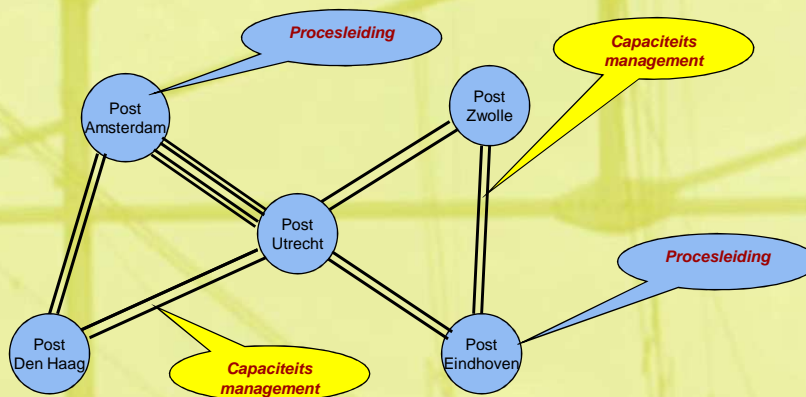 Procesleiding
Capaciteits
management
Post
Amsterdam
Post
Zwolle
Post
Utrecht
Procesleiding
Post
Den Haag
Capaciteits
management
Post
Eindhoven